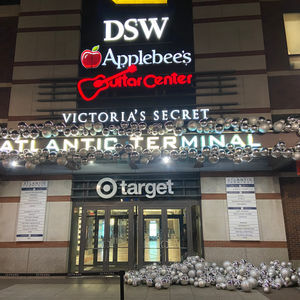 DSW
Applebee's
Guitar Center
VICTORIA'S SECRET
ATLANTIC TERMINAL
target